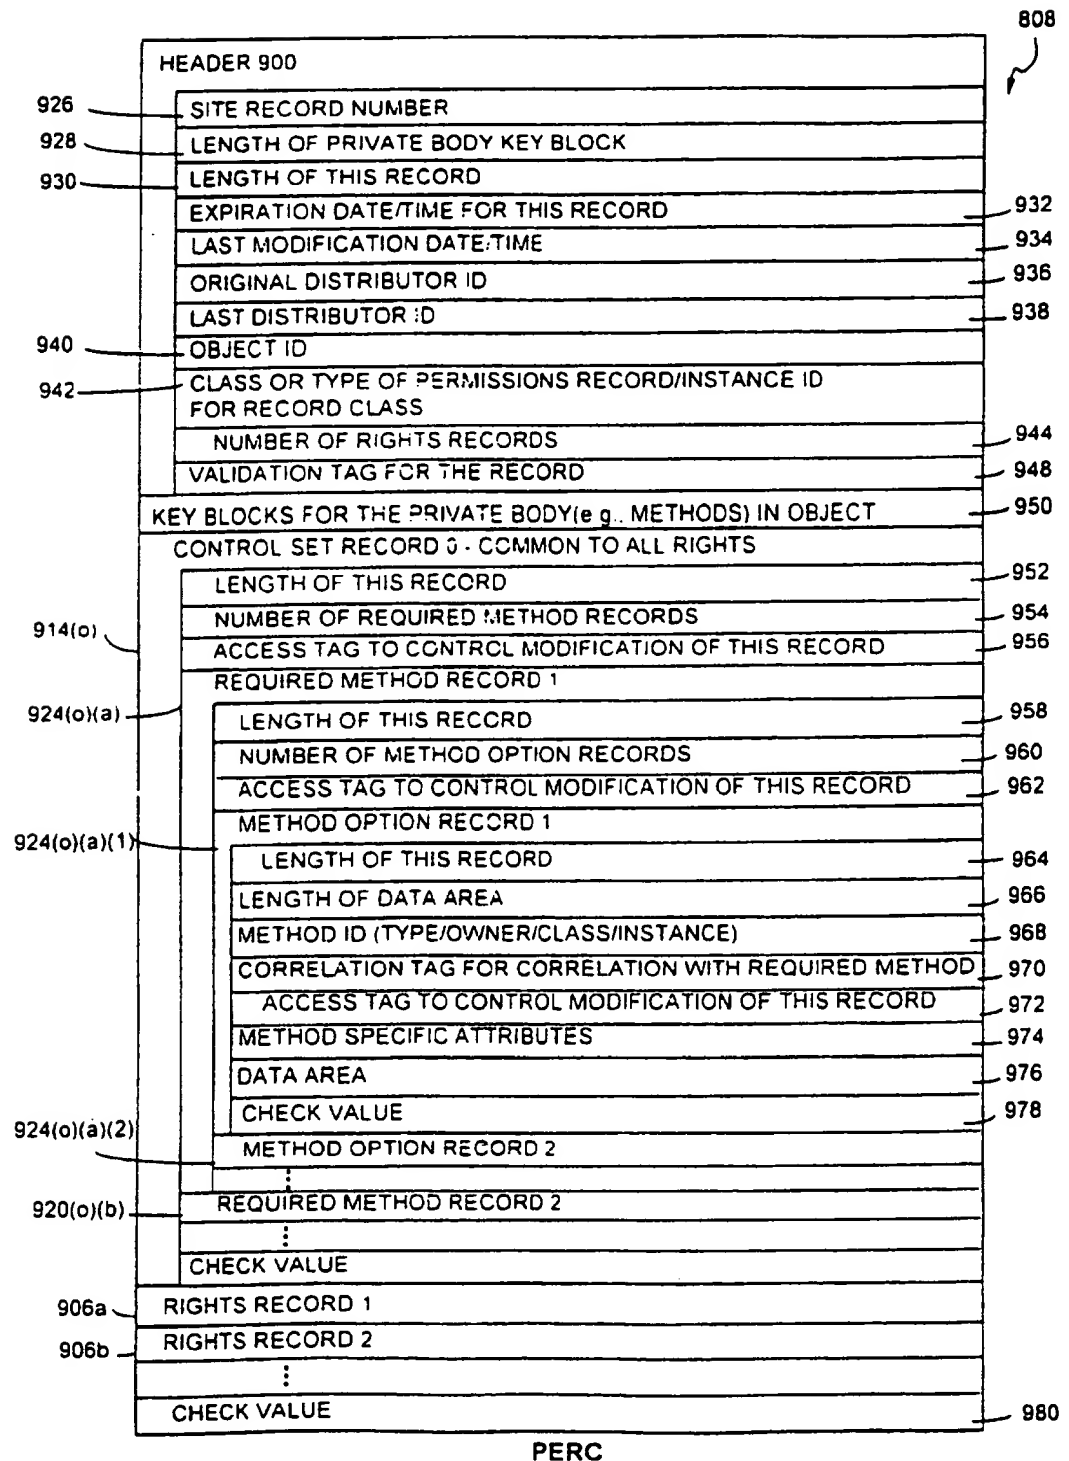 808
HEADER 900
926 SITE RECORD NUMBER
928 LENGTH OF PRIVATE BODY KEY BLOCK
930 LENGTH OF THIS RECORD
EXPIRATION DATE/TIME FOR THIS RECORD 932
LAST MODIFICATION DATE/TIME 934
ORIGINAL DISTRIBUTOR ID 936
LAST DISTRIBUTOR ID 938
940 OBJECT ID
942 CLASS OR TYPE OF PERMISSIONS RECORD/INSTANCE ID
FOR RECORD CLASS
NUMBER OF RIGHTS RECORDS 944
VALIDATION TAG FOR THE RECORD 948
KEY BLOCKS FOR THE PRIVATE BODY(e g., METHODS) IN OBJECT 950
CONTROL SET RECORD 0 - COMMON TO ALL RIGHTS
LENGTH OF THIS RECORD 952
NUMBER OF REQUIRED METHOD RECORDS 954
914(o) ACCESS TAG TO CONTROL MODIFICATION OF THIS RECORD 956
REQUIRED METHOD RECORD 1
924(o)(a) LENGTH OF THIS RECORD 958
NUMBER OF METHOD OPTION RECORDS 960
ACCESS TAG TO CONTROL MODIFICATION OF THIS RECORD 962
METHOD OPTION RECORD 1
924(o)(a)(1) LENGTH OF THIS RECORD 964
LENGTH OF DATA AREA 966
METHOD ID (TYPE/OWNER/CLASS/INSTANCE) 968
CORRELATION TAG FOR CORRELATION WITH REQUIRED METHOD 970
ACCESS TAG TO CONTROL MODIFICATION OF THIS RECORD 972
METHOD SPECIFIC ATTRIBUTES 974
DATA AREA 976
CHECK VALUE 978
924(o)(a)(2) METHOD OPTION RECORD 2
920(o)(b) REQUIRED METHOD RECORD 2
CHECK VALUE
906a RIGHTS RECORD 1
906b RIGHTS RECORD 2
CHECK VALUE 980
PERC